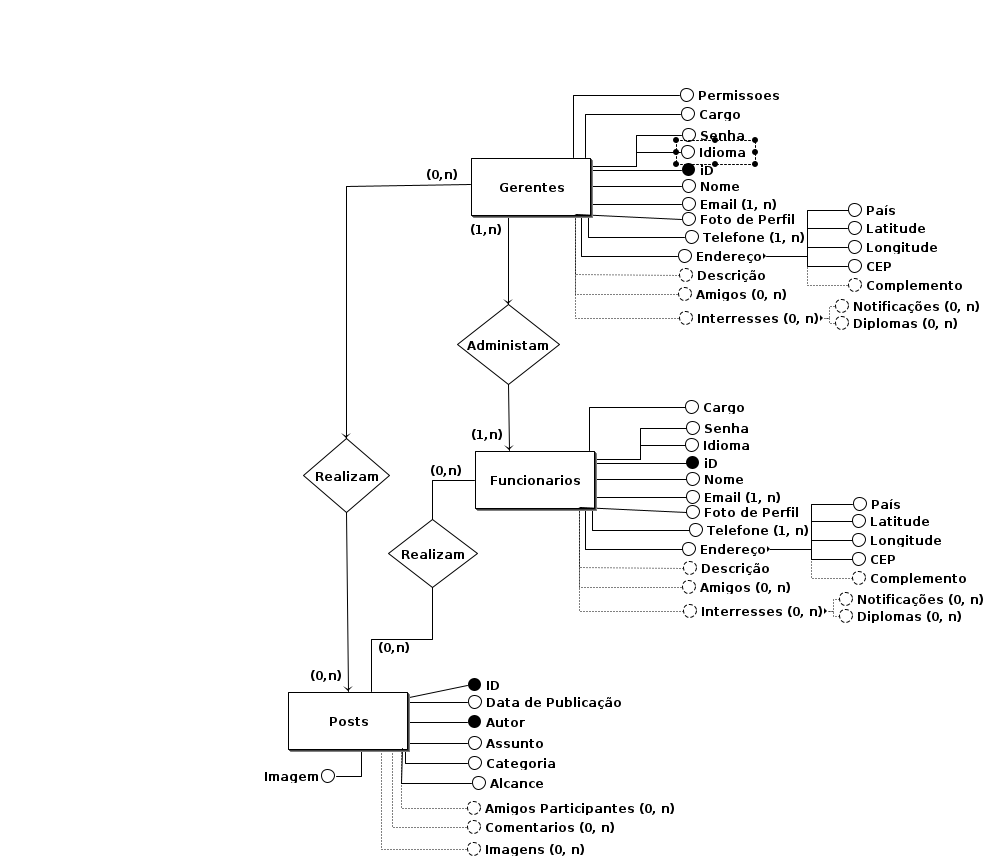 Permissoes
Cargo
Senha
Idioma
iD
Nome
Email (1, n)
Foto de Perfil
Telefone (1, n)
Endereço
Descrição
Amigos (0, n)
Interresses (0, n)
País
Latitude
Longitude
CEP
Complemento
Notificações (0, n)
Diplomas (0, n)
(0,n)
Gerentes
(1,n)
Administam
(1,n)
Cargo
Senha
Idioma
iD
Nome
Email (1, n)
Foto de Perfil
Telefone (1, n)
Endereço
Descrição
Amigos (0, n)
Interresses (0, n)
País
Latitude
Longitude
CEP
Complemento
Notificações (0, n)
Diplomas (0, n)
(0,n)
Funcionarios
Realizam
Realizam
(0,n)
(0,n)
Posts
ID
Data de Publicação
Autor
Assunto
Categoria
Imagem
Alcance
Amigos Participantes (0, n)
Comentarios (0, n)
Imagens (0, n)